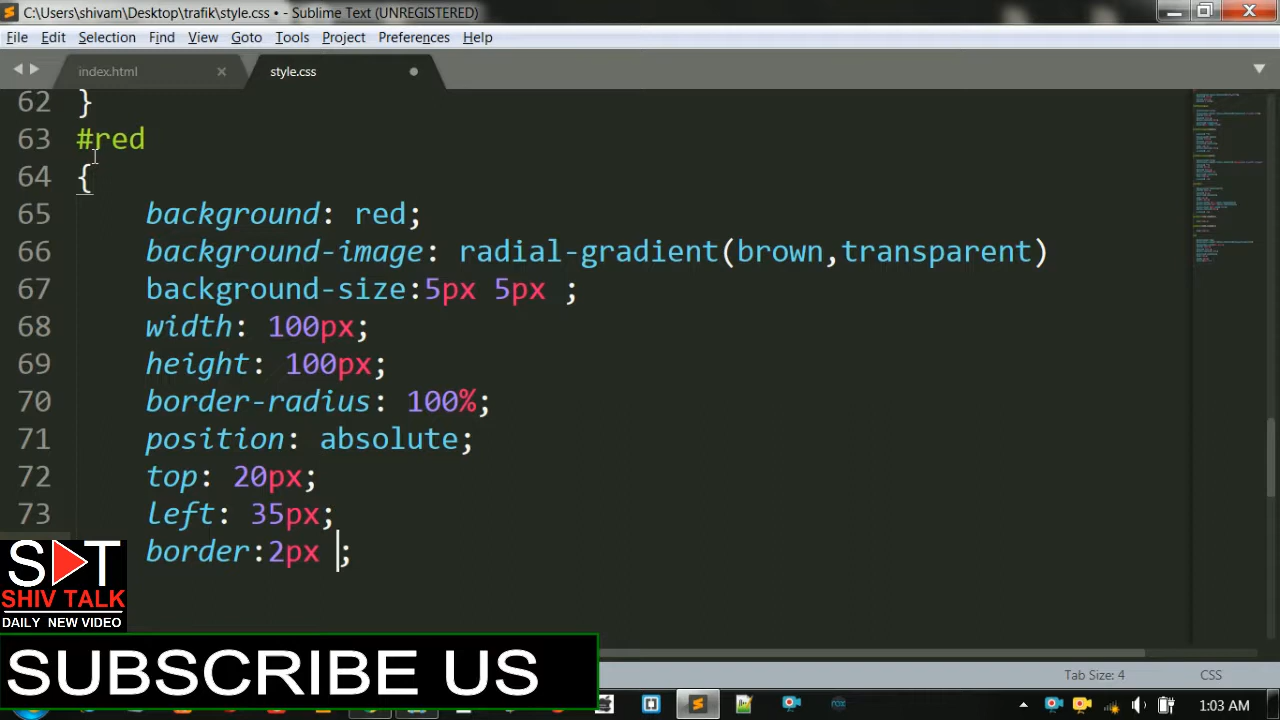 C:\Users\shivam\Desktop\trafik\style.css • - Sublime Text (UNREGISTERED)
File Edit Selection Find View Goto Tools Project Preferences Help
index.html style.css
62 }
63 #red
64 {
65 background: red;
66 background-image: radial-gradient(brown,transparent)
67 background-size:5px 5px ;
68 width: 100px;
69 height: 100px;
70 border-radius: 100%;
71 position: absolute;
72 top: 20px;
73 left: 35px;
border:2px ;
SHIV TALK
DAILY NEW VIDEO
SUBSCRIBE US
Tab Size: 4 CSS
1:03 AM